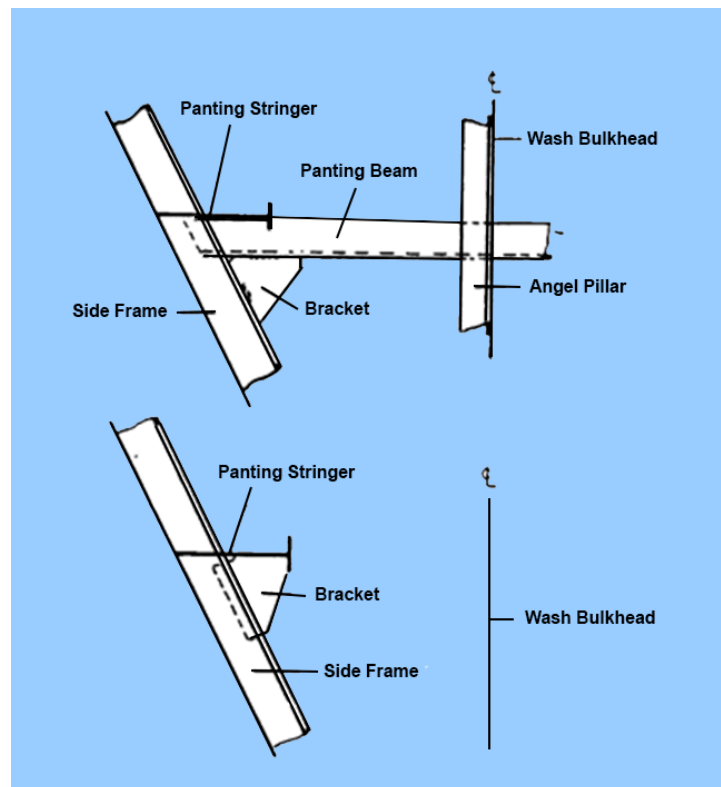 Panting Stringer
Wash Bulkhead
Panting Beam
Angel Pillar
Side Frame
Bracket
Panting Stringer
Bracket
Wash Bulkhead
Side Frame